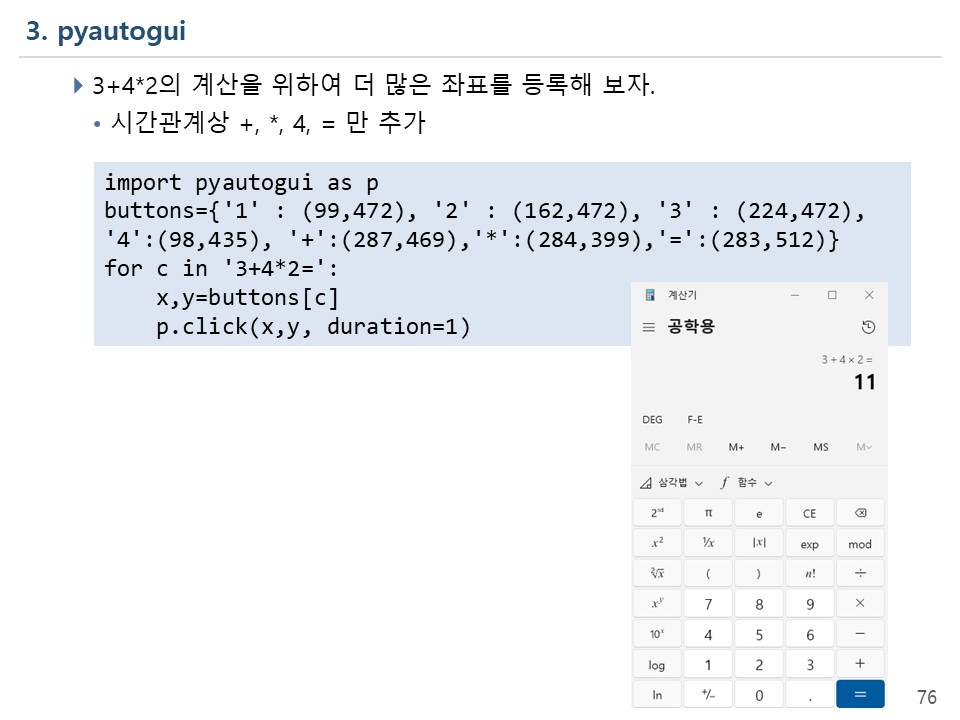 3. pyautogui
3+4*2의 계산을 위하여 더 많은 좌표를 등록해 보자.
• 시간관계상 +, *, 4, = 만 추가
import pyautogui as p
buttons={'1' : (99,472), '2' : (162,472), '3' : (224,472),
'4':(98,435), '+':(287,469),'*':(284,399),'=':(283,512)}
for c in '3+4*2=':
    x,y=buttons[c]
    p.click(x,y, duration=1)
계산기
공학용
3 + 4 × 2 =
11
DEG F-E
MC MR M+ M− MS M
삼각법 f 함수
2ⁿᵈ π e CE
x² ¹/x |x| exp mod
²√x ( ) n! ÷
xʸ 7 8 9 ×
10ˣ 4 5 6 −
log 1 2 3 +
ln +/− 0 . =
76